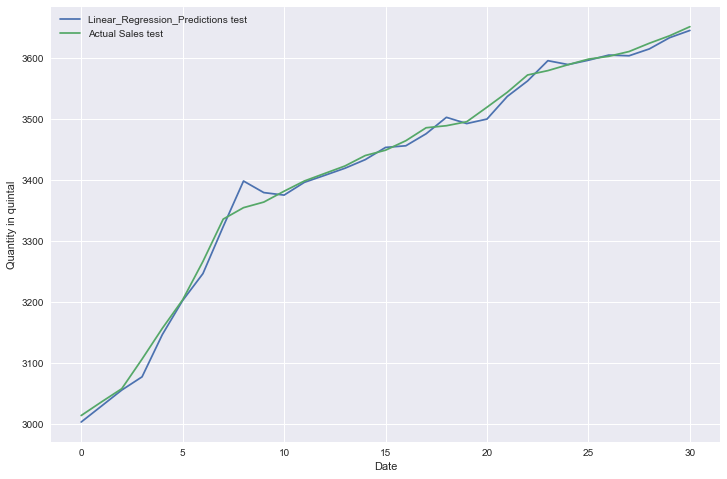 Linear_Regression_Predictions test
Actual Sales test
Quantity in quintal
3600
3500
3400
3300
3200
3100
3000
0 5 10 15 20 25 30
Date